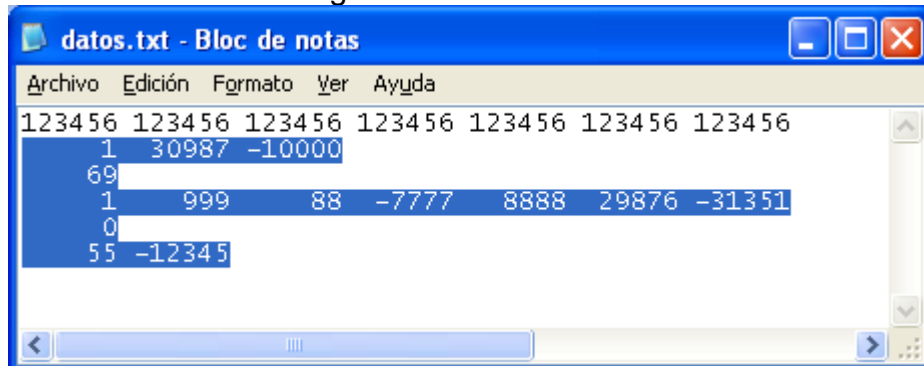 datos.txt - Bloc de notas
Archivo Edición Formato Ver Ayuda
123456 123456 123456 123456 123456 123456 123456
1 30987 -10000
69
1 999 88 -7777 8888 29876 -31351
0
55 -12345